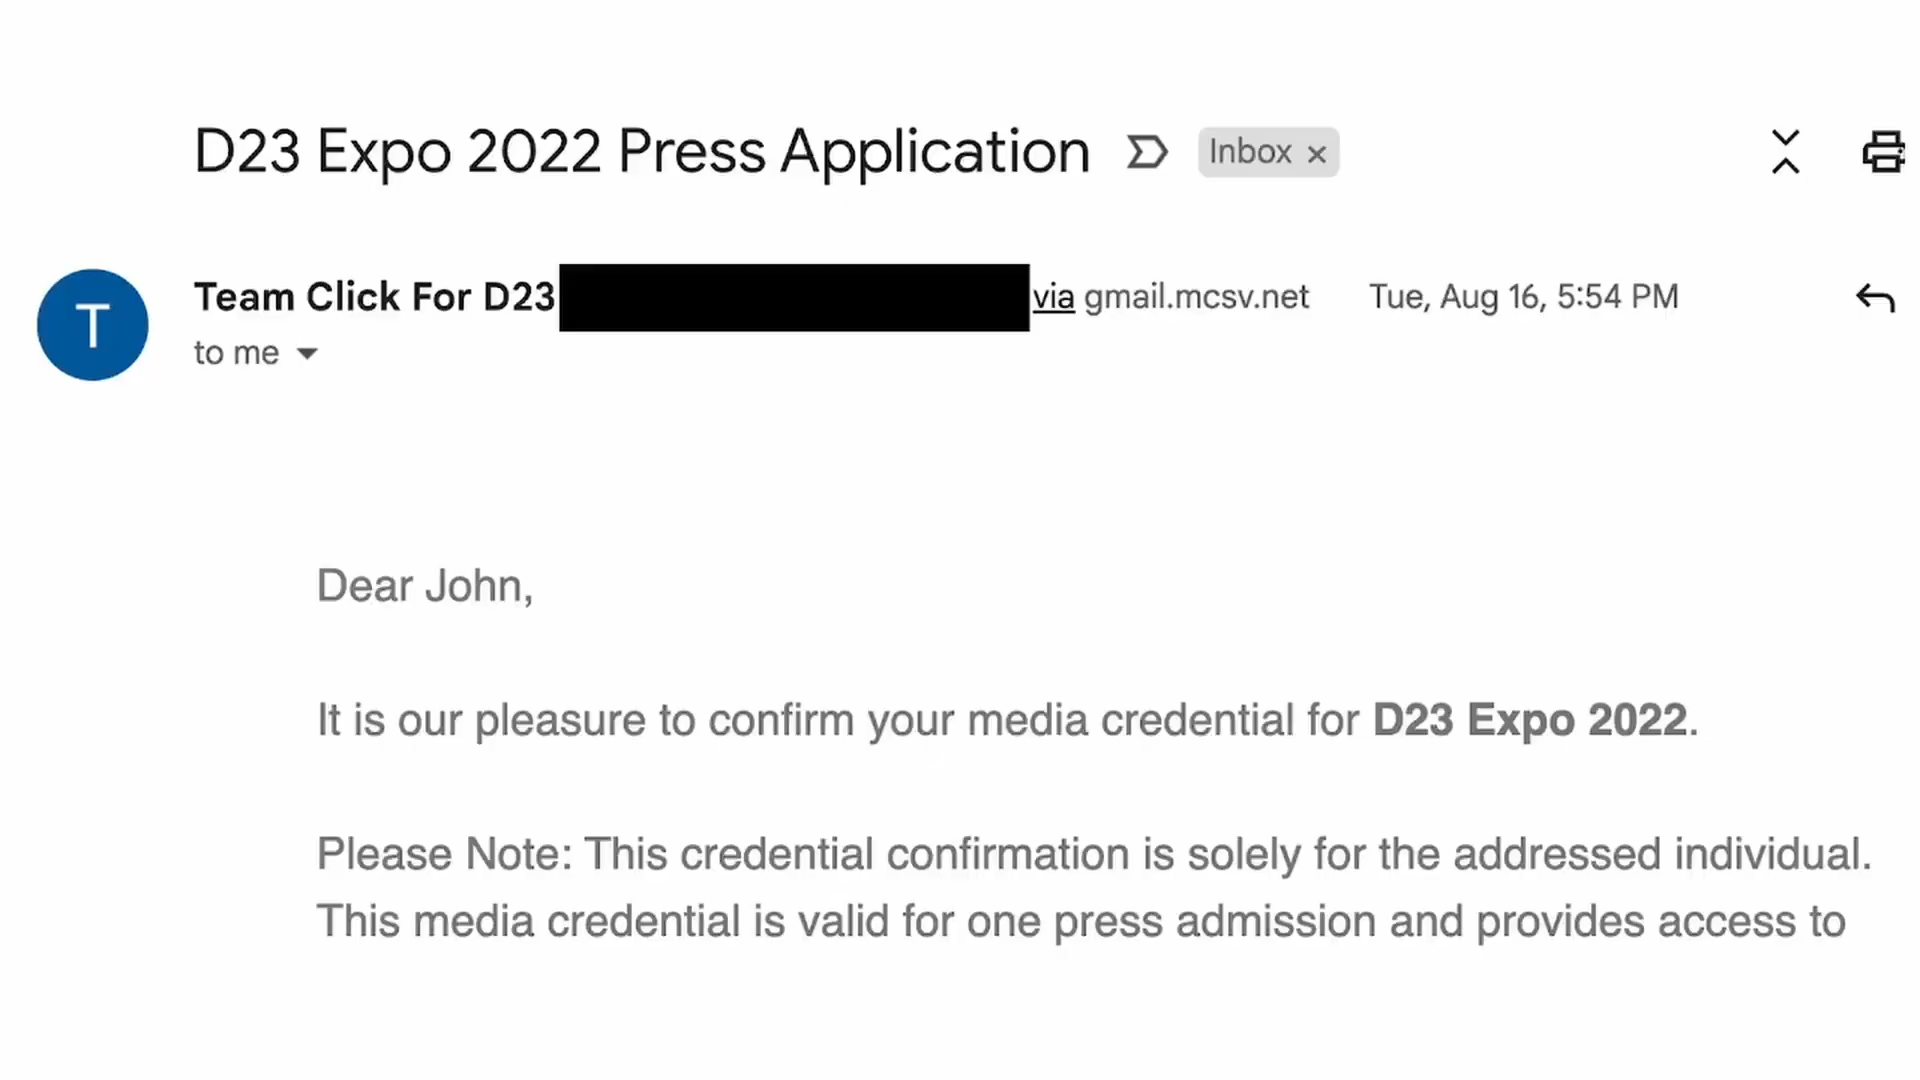 D23 Expo 2022 Press Application Inbox x
T
Team Click For D23 via gmail.mcsv.net Tue, Aug 16, 5:54 PM
to me
Dear John,
It is our pleasure to confirm your media credential for D23 Expo 2022.
Please Note: This credential confirmation is solely for the addressed individual.
This media credential is valid for one press admission and provides access to